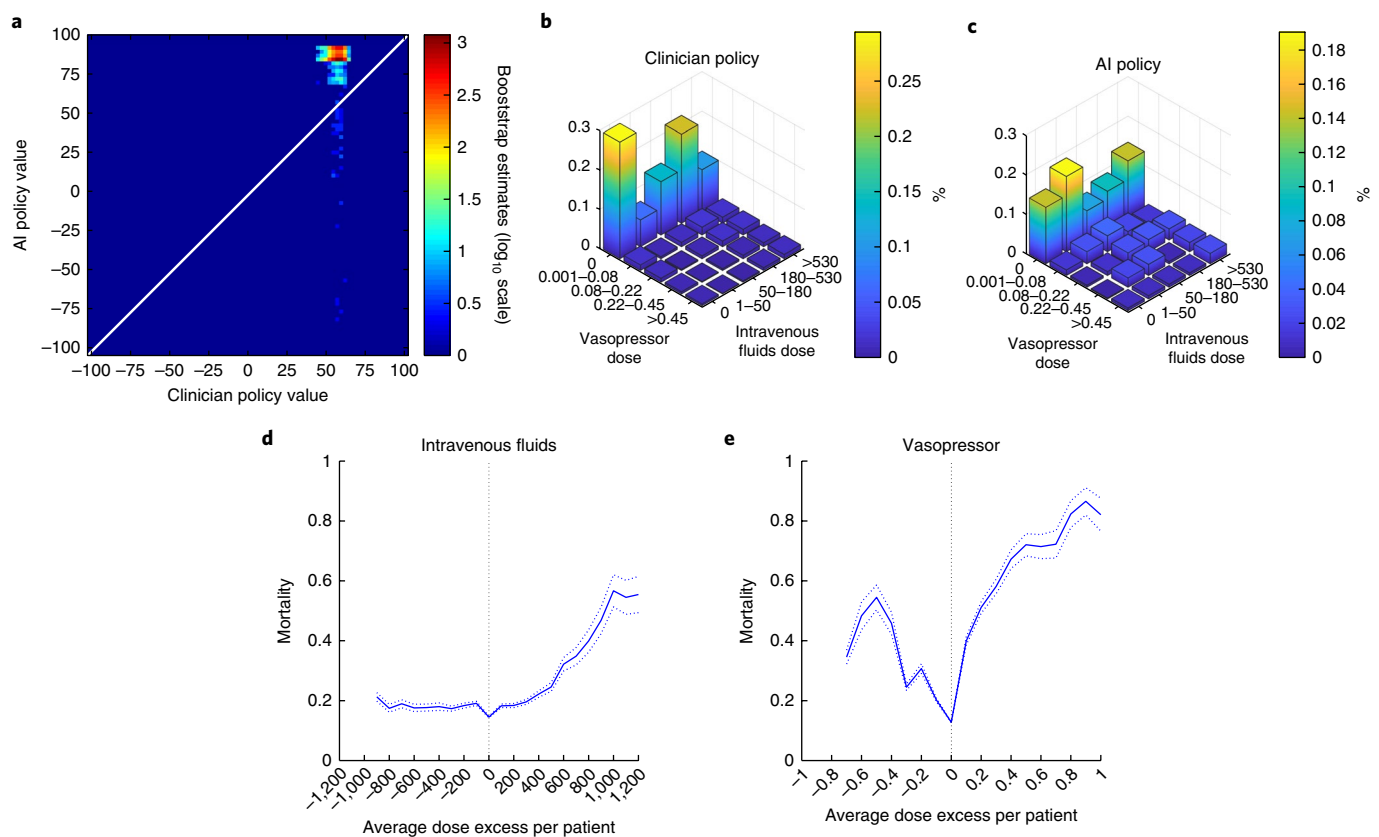 a
100
75
50
25
0
−25
−50
−75
−100
AI policy value
−100 −75 −50 −25 0 25 50 75 100
Clinician policy value
3
2.5
2
1.5
1
0.5
0
Booststrap estimates (log10 scale)
b
Clinician policy
0.3
0.2
0.1
0
0
0.001–0.08
0.08–0.22
0.22–0.45
>0.45
Vasopressor
dose
>530
180–530
50–180
1–50
0
Intravenous
fluids dose
0.25
0.2
0.15
0.1
0.05
0
%
c
AI policy
0.3
0.2
0.1
0
0
0.001–0.08
0.08–0.22
0.22–0.45
>0.45
Vasopressor
dose
>530
180–530
50–180
1–50
0
Intravenous
fluids dose
0.18
0.16
0.14
0.12
0.1
0.08
0.06
0.04
0.02
0
%
d
Intravenous fluids
1
0.8
0.6
0.4
0.2
0
Mortality
−1,200 −1,000 −800 −600 −400 −200 0 200 400 600 800 1,000 1,200
Average dose excess per patient
e
Vasopressor
1
0.8
0.6
0.4
0.2
0
Mortality
−1 −0.8 −0.6 −0.4 −0.2 0 0.2 0.4 0.6 0.8 1
Average dose excess per patient